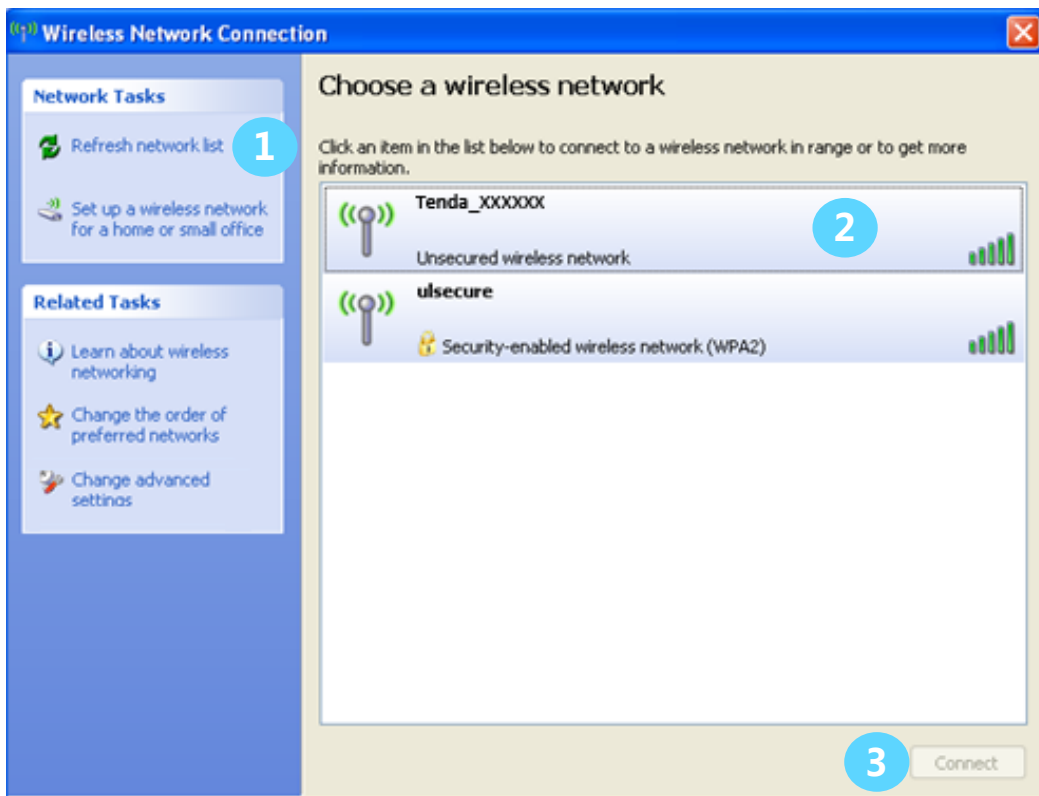 Wireless Network Connection
Network Tasks
Refresh network list
1
Set up a wireless network
for a home or small office
Related Tasks
Learn about wireless
networking
Change the order of
preferred networks
Change advanced
settings
Choose a wireless network
Click an item in the list below to connect to a wireless network in range or to get more
information.
Tenda_XXXXXX
2
Unsecured wireless network
ulsecure
Security-enabled wireless network (WPA2)
3
Connect